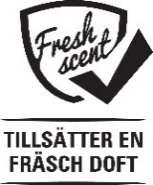 Fresh
scent
TILLSÄTTER EN
FRÄSCH DOFT